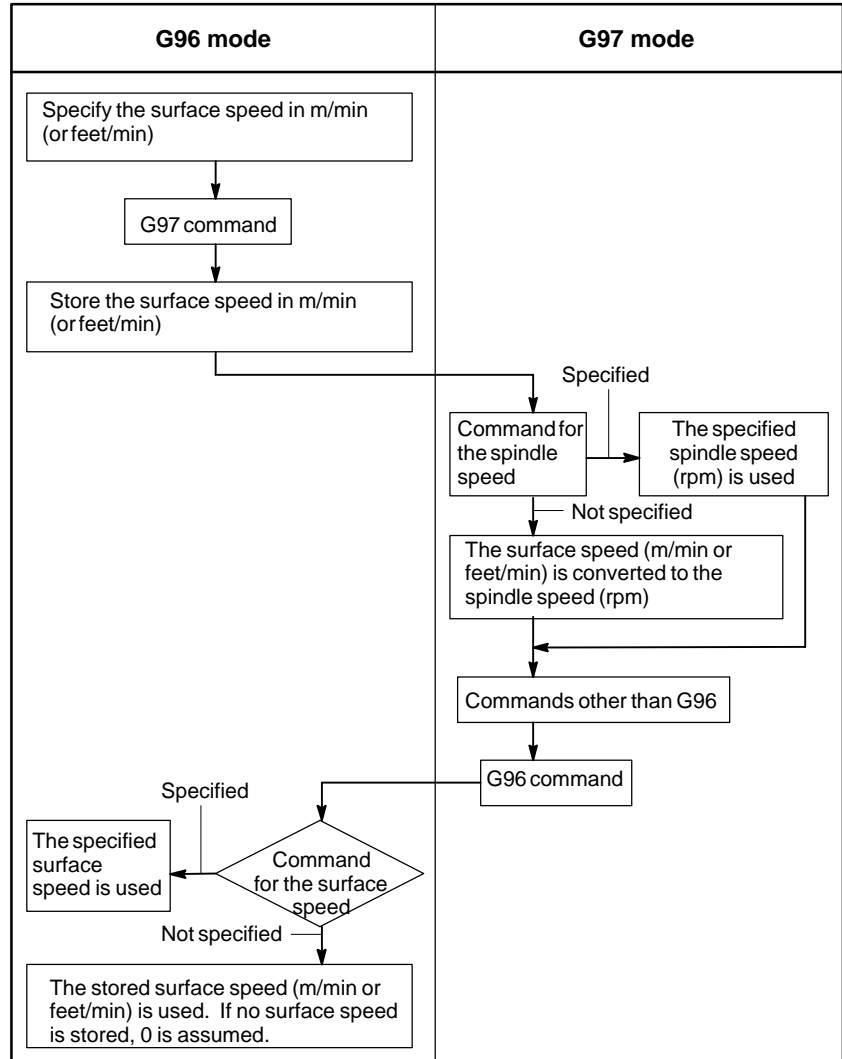 G96 mode
G97 mode
Specify the surface speed in m/min
(or feet/min)
G97 command
Store the surface speed in m/min
(or feet/min)
Specified
Command for
the spindle
speed
The specified
spindle speed
(rpm) is used
Not specified
The surface speed (m/min or
feet/min) is converted to the
spindle speed (rpm)
Commands other than G96
G96 command
Specified
The specified
surface
speed is used
Command
for the surface
speed
Not specified
The stored surface speed (m/min or
feet/min) is used. If no surface speed
is stored, 0 is assumed.